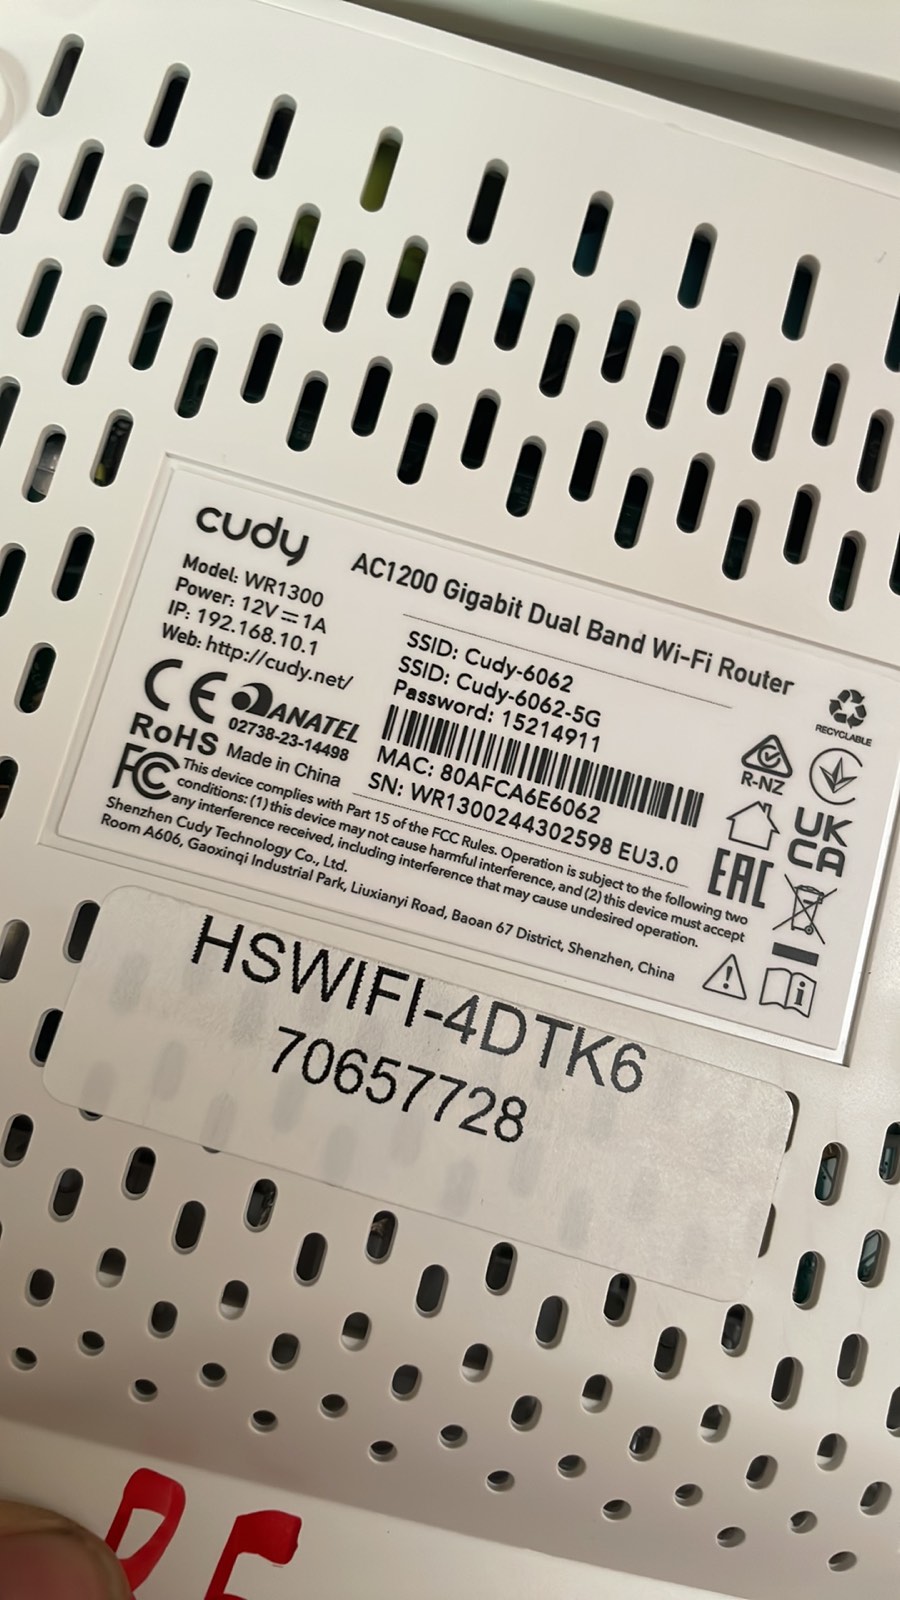 cudy
AC1200 Gigabit Dual Band Wi-Fi Router
Model: WR1300
Power: 12V⎓1A
IP: 192.168.10.1
Web: http://cudy.net/
SSID: Cudy-6062
SSID: Cudy-6062-5G
Password: 15214911
MAC: 80AFCA6E6062
SN: WR1300244302598 EU3.0
CE
ANATEL
02738-23-14498
RoHS Made in China
FC
This device complies with Part 15 of the FCC Rules. Operation is subject to the following two
conditions: (1) this device may not cause harmful interference, and (2) this device must accept
any interference received, including interference that may cause undesired operation.
Shenzhen Cudy Technology Co., Ltd.
Room A606, Gaoxinqi Industrial Park, Liuxianyi Road, Baoan 67 District, Shenzhen, China
RECYCLABLE
R-NZ
UK
CA
EAC
HSWIFI-4DTK6
70657728